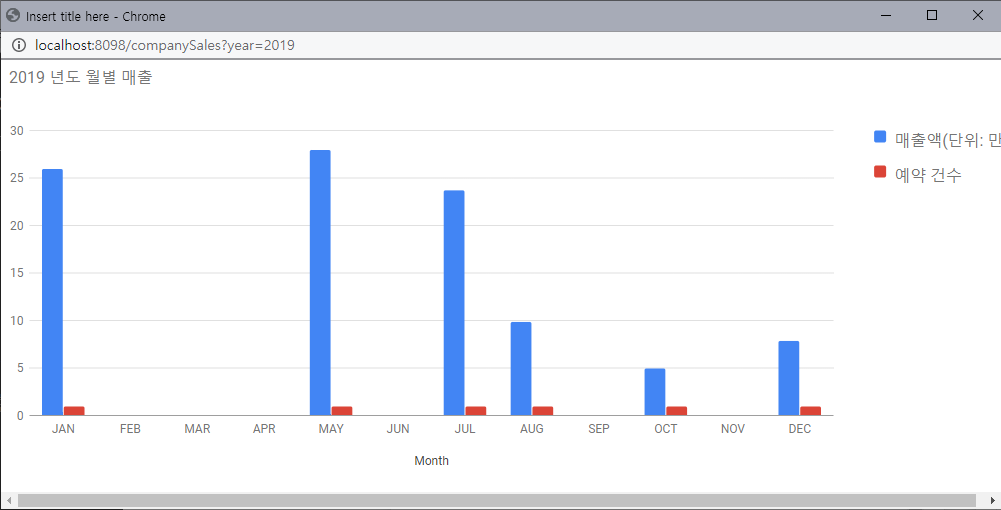 Insert title here - Chrome
localhost:8098/companySales?year=2019
2019 년도 월별 매출
30
25
20
15
10
5
0
매출액(단위: 만
예약 건수
JAN FEB MAR APR MAY JUN JUL AUG SEP OCT NOV DEC
Month